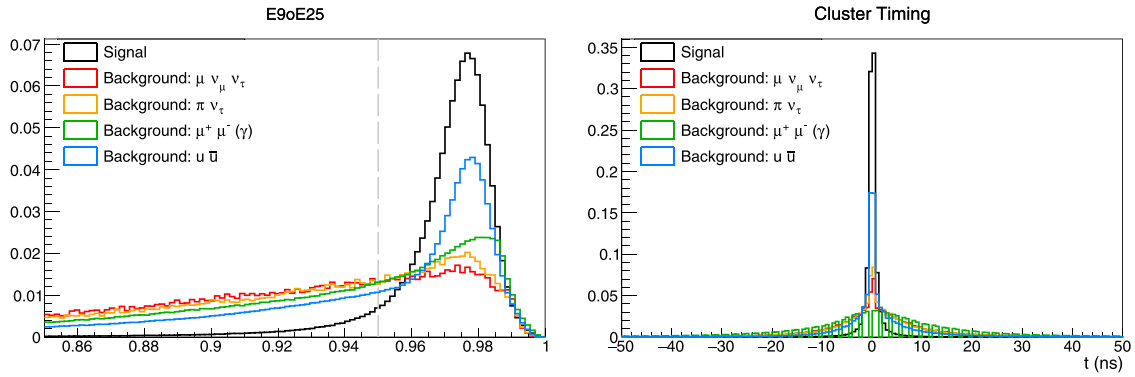 E9oE25
0.07
0.06
0.05
0.04
0.03
0.02
0.01
0
Signal
Background: μ ν_μ ν_τ
Background: π ν_τ
Background: μ⁺ μ⁻ (γ)
Background: u u̅
0.86 0.88 0.9 0.92 0.94 0.96 0.98 1
Cluster Timing
0.35
0.3
0.25
0.2
0.15
0.1
0.05
0
Signal
Background: μ ν_μ ν_τ
Background: π ν_τ
Background: μ⁺ μ⁻ (γ)
Background: u u̅
−50 −40 −30 −20 −10 0 10 20 30 40 50
t (ns)